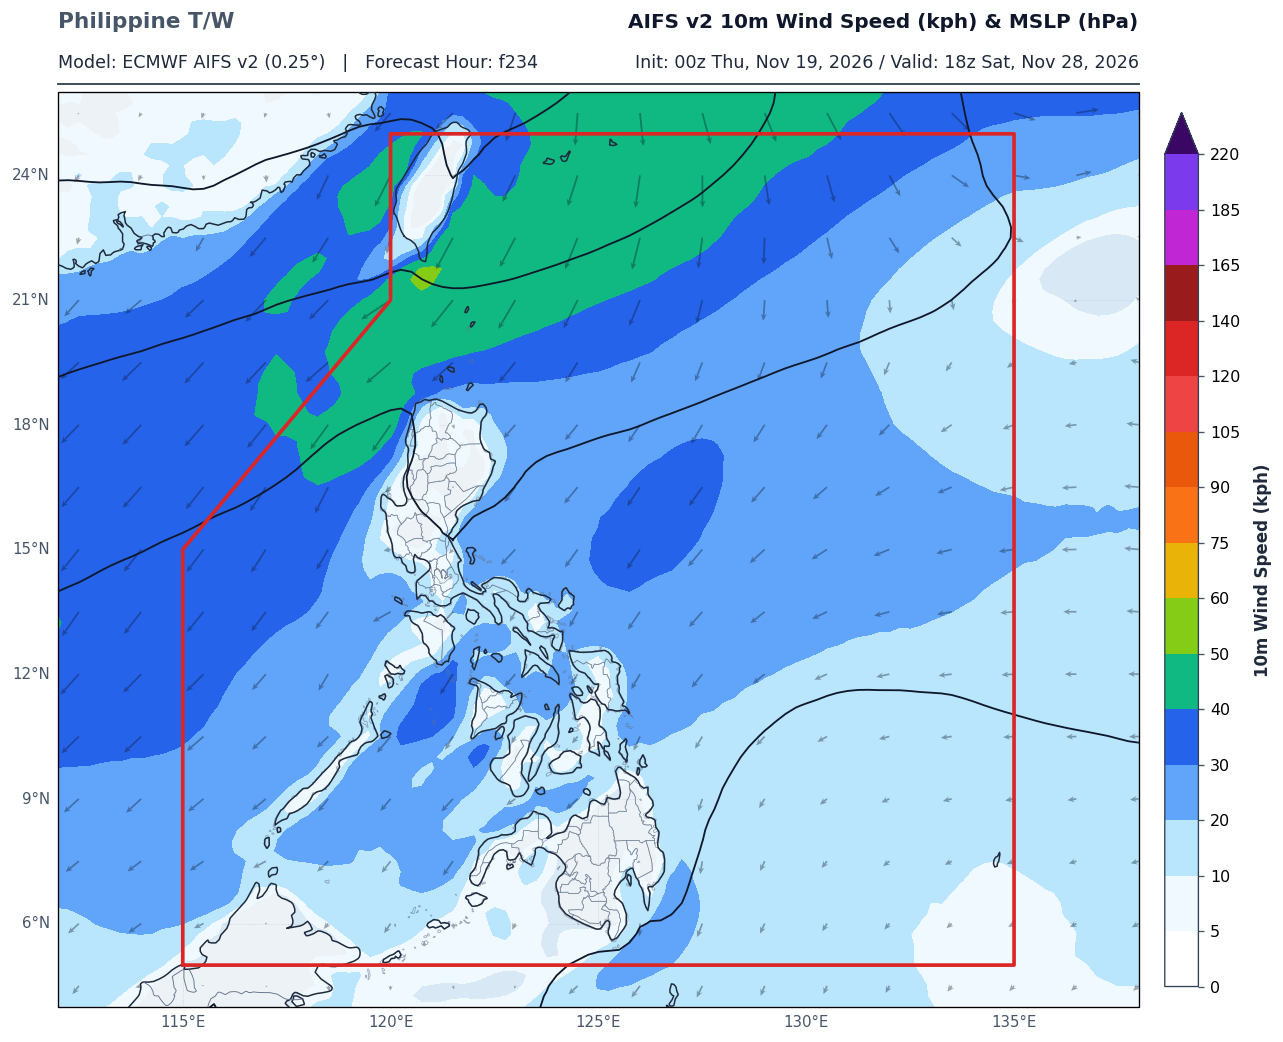 Philippine T/W
AIFS v2 10m Wind Speed (kph) & MSLP (hPa)
Model: ECMWF AIFS v2 (0.25°) | Forecast Hour: f234
Init: 00z Thu, Nov 19, 2026 / Valid: 18z Sat, Nov 28, 2026
24°N
21°N
18°N
15°N
12°N
9°N
6°N
115°E
120°E
125°E
130°E
135°E
220
185
165
140
120
105
90
75
60
50
40
30
20
10
5
0
10m Wind Speed (kph)